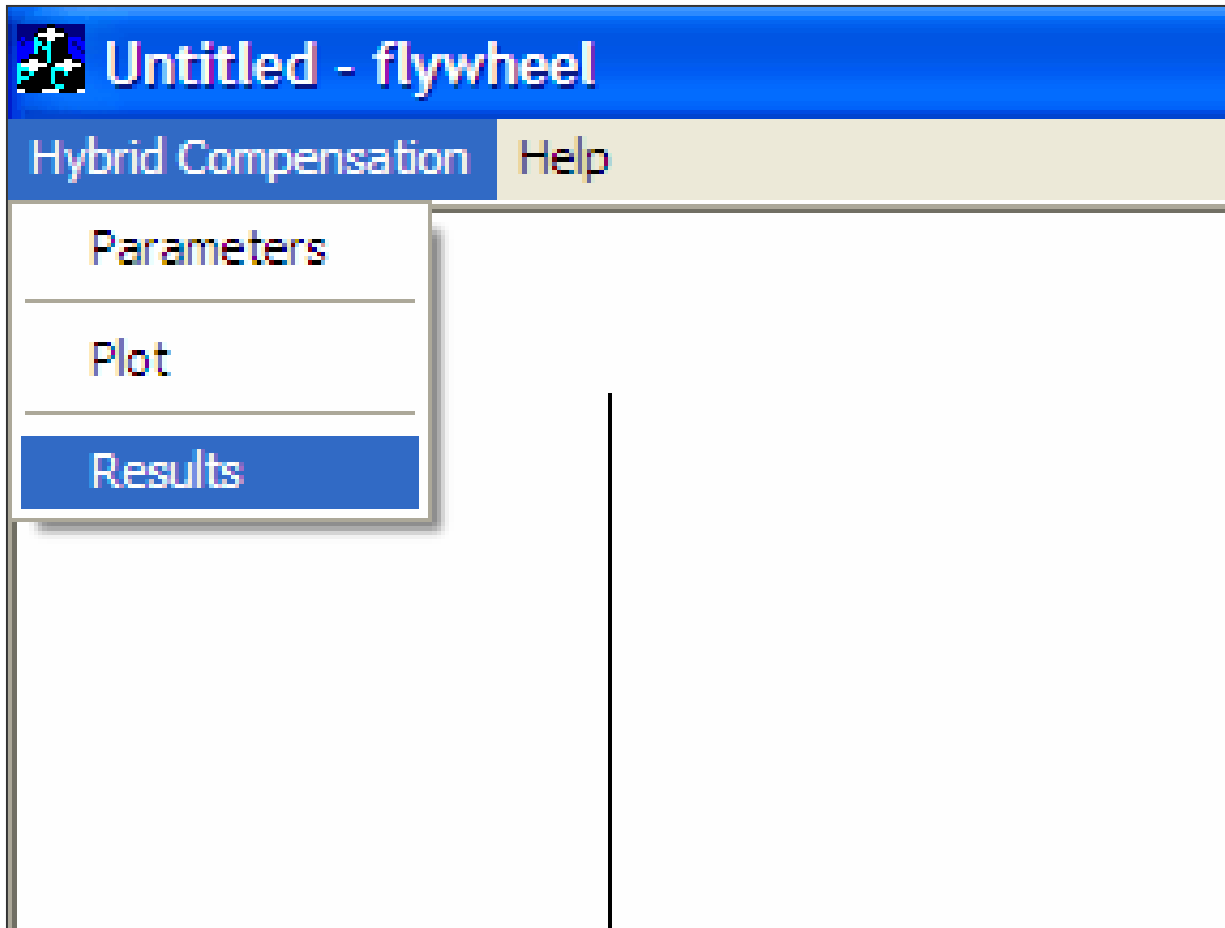 Untitled - flywheel
Hybrid Compensation Help
Parameters
Plot
Results